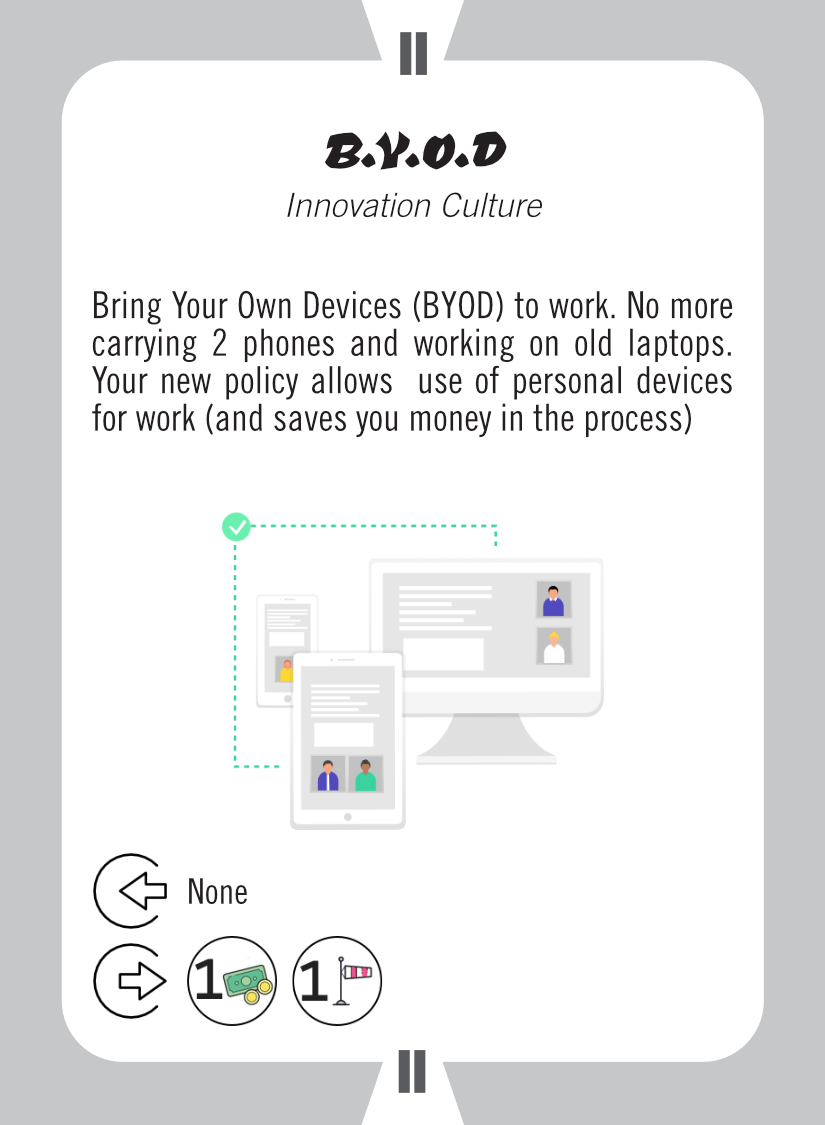 II
B.Y.O.D
Innovation Culture
Bring Your Own Devices (BYOD) to work. No more
carrying 2 phones and working on old laptops.
Your new policy allows  use of personal devices
for work (and saves you money in the process)
None
1 1
II